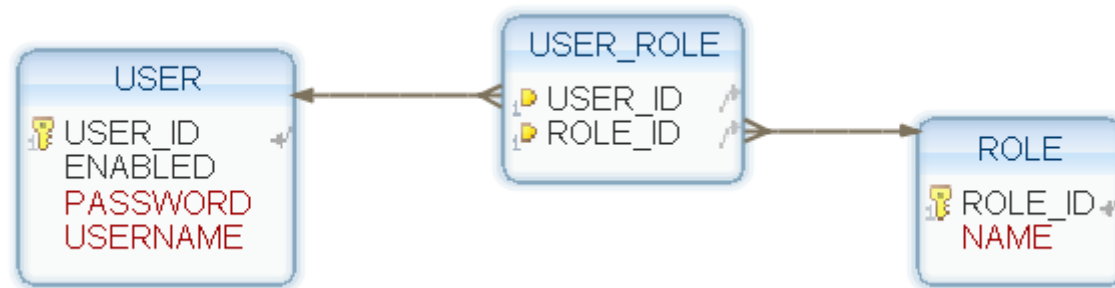 USER
USER_ID
ENABLED
PASSWORD
USERNAME
USER_ROLE
USER_ID
ROLE_ID
ROLE
ROLE_ID
NAME